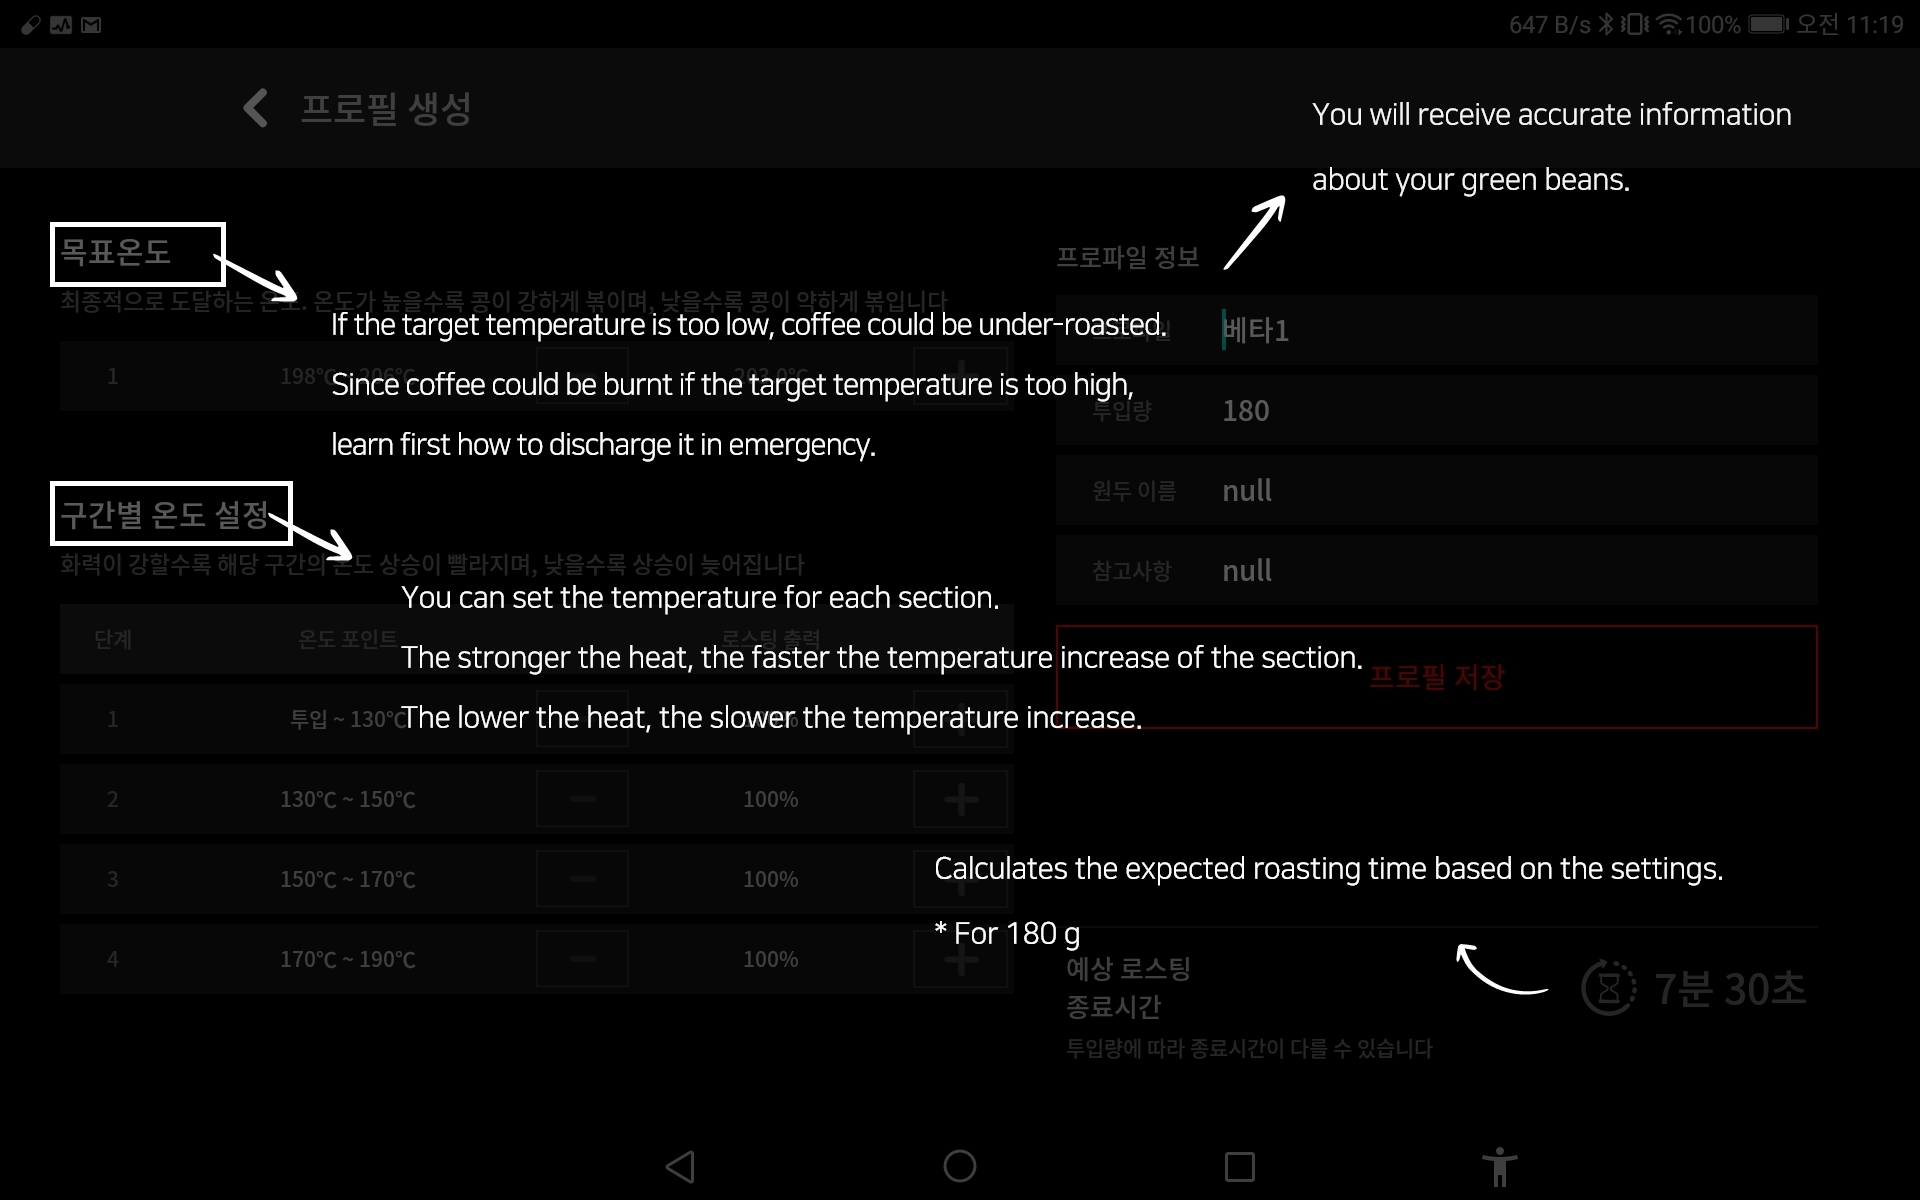 647 B/s 100% 오전 11:19
프로필 생성
You will receive accurate information
about your green beans.
목표온도
최종적으로 도달하는 온도. 온도가 높을수록 콩이 강하게 볶이며, 낮을수록 콩이 약하게 볶입니다
If the target temperature is too low, coffee could be under-roasted.
1 198℃ ~ 206℃ 203.0℃
Since coffee could be burnt if the target temperature is too high,
learn first how to discharge it in emergency.
구간별 온도 설정
화력이 강할수록 해당 구간의 온도 상승이 빨라지며, 낮을수록 상승이 늦어집니다
You can set the temperature for each section.
단계 온도 포인트 로스팅 출력
The stronger the heat, the faster the temperature increase of the section.
1 투입 ~ 130℃
The lower the heat, the slower the temperature increase.
2 130℃ ~ 150℃ 100%
3 150℃ ~ 170℃ 100%
4 170℃ ~ 190℃ 100%
프로파일 정보
베타1
투입량 180
원두 이름 null
참고사항 null
프로필 저장
Calculates the expected roasting time based on the settings.
* For 180 g
예상 로스팅
종료시간
7분 30초
투입량에 따라 종료시간이 다를 수 있습니다